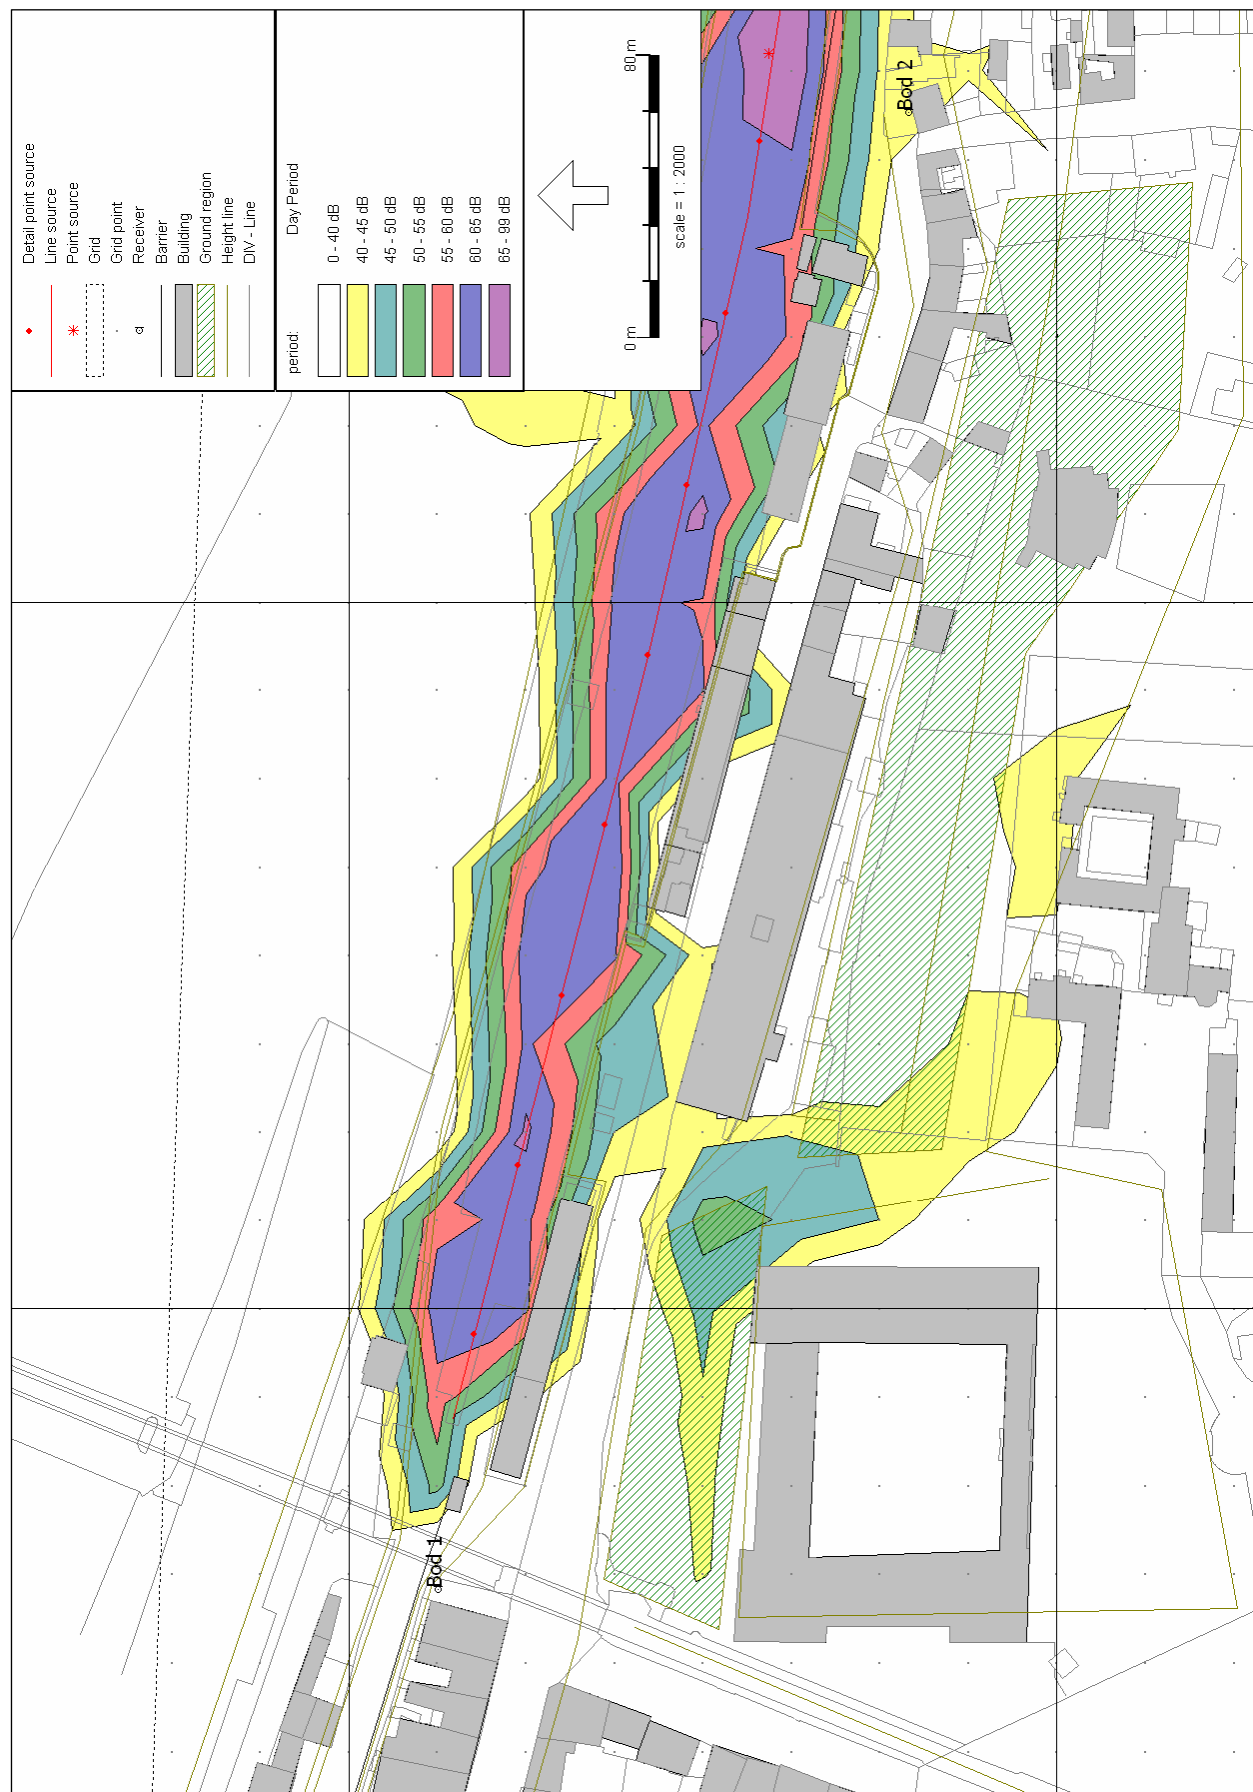 Detail point source
Line source
Point source
Grid
Grid point
Receiver
Barrier
Building
Ground region
Height line
DIV - Line
period:
Day Period
0 - 40 dB
40 - 45 dB
45 - 50 dB
50 - 55 dB
55 - 60 dB
60 - 65 dB
65 - 99 dB
0 m
80 m
scale = 1 : 2000
Bod 1
Bod 2